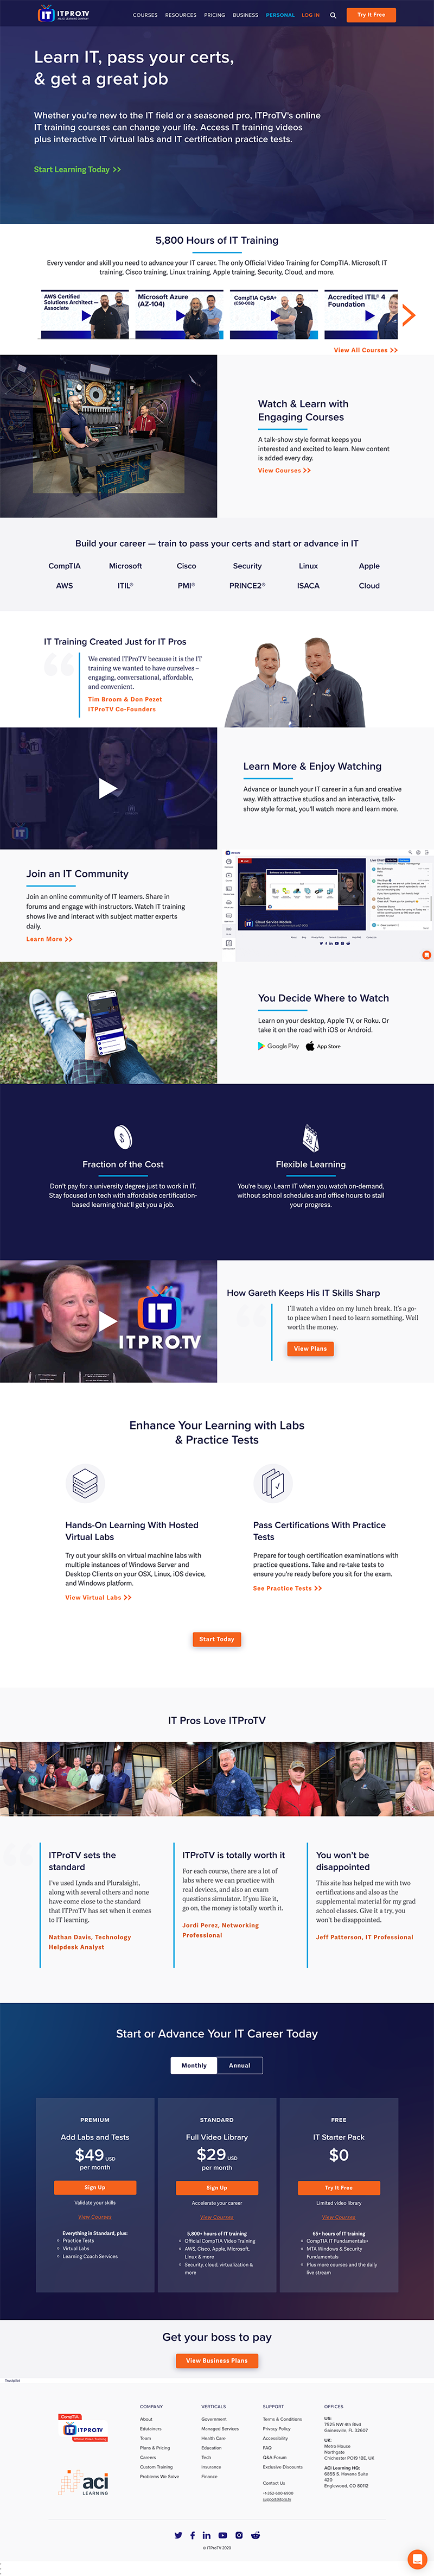 ITPROTV
COURSES RESOURCES PRICING BUSINESS PERSONAL LOG IN Try It Free
Learn IT, pass your certs,
& get a great job
Whether you're new to the IT field or a seasoned pro, ITProTV's online
IT training courses can change your life. Access IT training videos
plus interactive IT virtual labs and IT certification practice tests.
Start Learning Today >>
5,800 Hours of IT Training
Every vendor and skill you need to advance your IT career. The only Official Video Training for CompTIA. Microsoft IT
training, Cisco training, Linux training, Apple training, Security, Cloud, and more.
AWS Certified
Solutions Architect —
Associate
Microsoft Azure
(AZ-104)
CompTIA CySA+
(CS0-002)
Accredited ITIL® 4
Foundation
View All Courses >>
Watch & Learn with
Engaging Courses
A talk-show style format keeps you
interested and excited to learn. New content
is added every day.
View Courses >>
Build your career — train to pass your certs and start or advance in IT
CompTIA Microsoft Cisco Security Linux Apple
AWS ITIL® PMI® PRINCE2® ISACA Cloud
IT Training Created Just for IT Pros
We created ITProTV because it is the IT
training we wanted to have ourselves –
engaging, conversational, affordable,
and convenient.
Tim Broom & Don Pezet
ITProTV Co-Founders
IT
Learn More & Enjoy Watching
Advance or launch your IT career in a fun and creative
way. With attractive studios and an interactive, talk-
show style format, you'll watch more and learn more.
Join an IT Community
Join an online community of IT learners. Share in
forums and engage with instructors. Watch IT training
shows live and interact with subject matter experts
daily.
Learn More >>
Live Chat
Cloud Service Models
You Decide Where to Watch
Learn on your desktop, Apple TV, or Roku. Or
take it on the road with iOS or Android.
Google Play App Store
Fraction of the Cost
Don't pay for a university degree just to work in IT.
Stay focused on tech with affordable certification-
based learning that'll get you a job.
Flexible Learning
You're busy. Learn IT when you watch on-demand,
without school schedules and office hours to stall
your progress.
IT
ITPROTV
How Gareth Keeps His IT Skills Sharp
I'll watch a video on my lunch break. It's a go-
to place when I need to learn something. Well
worth the money.
View Plans
Enhance Your Learning with Labs
& Practice Tests
Hands-On Learning With Hosted
Virtual Labs
Try out your skills on virtual machine labs with
multiple instances of Windows Server and
Desktop Clients on your OSX, Linux, iOS device,
and Windows platform.
View Virtual Labs >>
Pass Certifications With Practice
Tests
Prepare for tough certification examinations with
practice questions. Take and re-take tests to
ensure you're ready before you sit for the exam.
See Practice Tests >>
Start Today
IT Pros Love ITProTV
ITProTV sets the
standard
I've used Lynda and Pluralsight,
along with several others and none
have come close to the standard
that ITProTV has set when it comes
to IT learning.
Nathan Davis, Technology
Helpdesk Analyst
ITProTV is totally worth it
For each course, there are a lot of
labs where we can practice with
real devices, and also an exam
questions simulator. If you like it,
go on, the money is totally worth it.
Jordi Perez, Networking
Professional
You won't be
disappointed
This site has helped me with two
certifications and also as the
supplemental material for my grad
school classes. Give it a try, you
won't be disappointed.
Jeff Patterson, IT Professional
Start or Advance Your IT Career Today
Monthly Annual
PREMIUM
Add Labs and Tests
$49 USD
per month
Sign Up
Validate your skills
View Courses
Everything in Standard, plus:
Practice Tests
Virtual Labs
Learning Coach Services
STANDARD
Full Video Library
$29 USD
per month
Sign Up
Accelerate your career
View Courses
5,800+ hours of IT training
Official CompTIA Video Training
AWS, Cisco, Apple, Microsoft,
Linux & more
Security, cloud, virtualization &
more
FREE
IT Starter Pack
$0
Try It Free
Limited video library
View Courses
65+ hours of IT training
CompTIA IT Fundamentals+
MTA Windows & Security
Fundamentals
Plus more courses and the daily
live stream
Get your boss to pay
View Business Plans
Trustpilot
CompTIA
ITPROTV
Official Video Training
aci
LEARNING
COMPANY
About
Edutainers
Team
Plans & Pricing
Careers
Custom Training
Problems We Solve
VERTICALS
Government
Managed Services
Health Care
Education
Tech
Insurance
Finance
SUPPORT
Terms & Conditions
Privacy Policy
Accessibility
FAQ
Q&A Forum
Exclusive Discounts
Contact Us
+1-352-600-6900
support@itpro.tv
OFFICES
US:
7525 NW 4th Blvd
Gainesville, FL 32607
UK:
Metro House
Northgate
Chichester PO19 1BE, UK
ACI Learning HQ:
6855 S. Havana Suite
420
Englewood, CO 80112
© ITProTV 2020